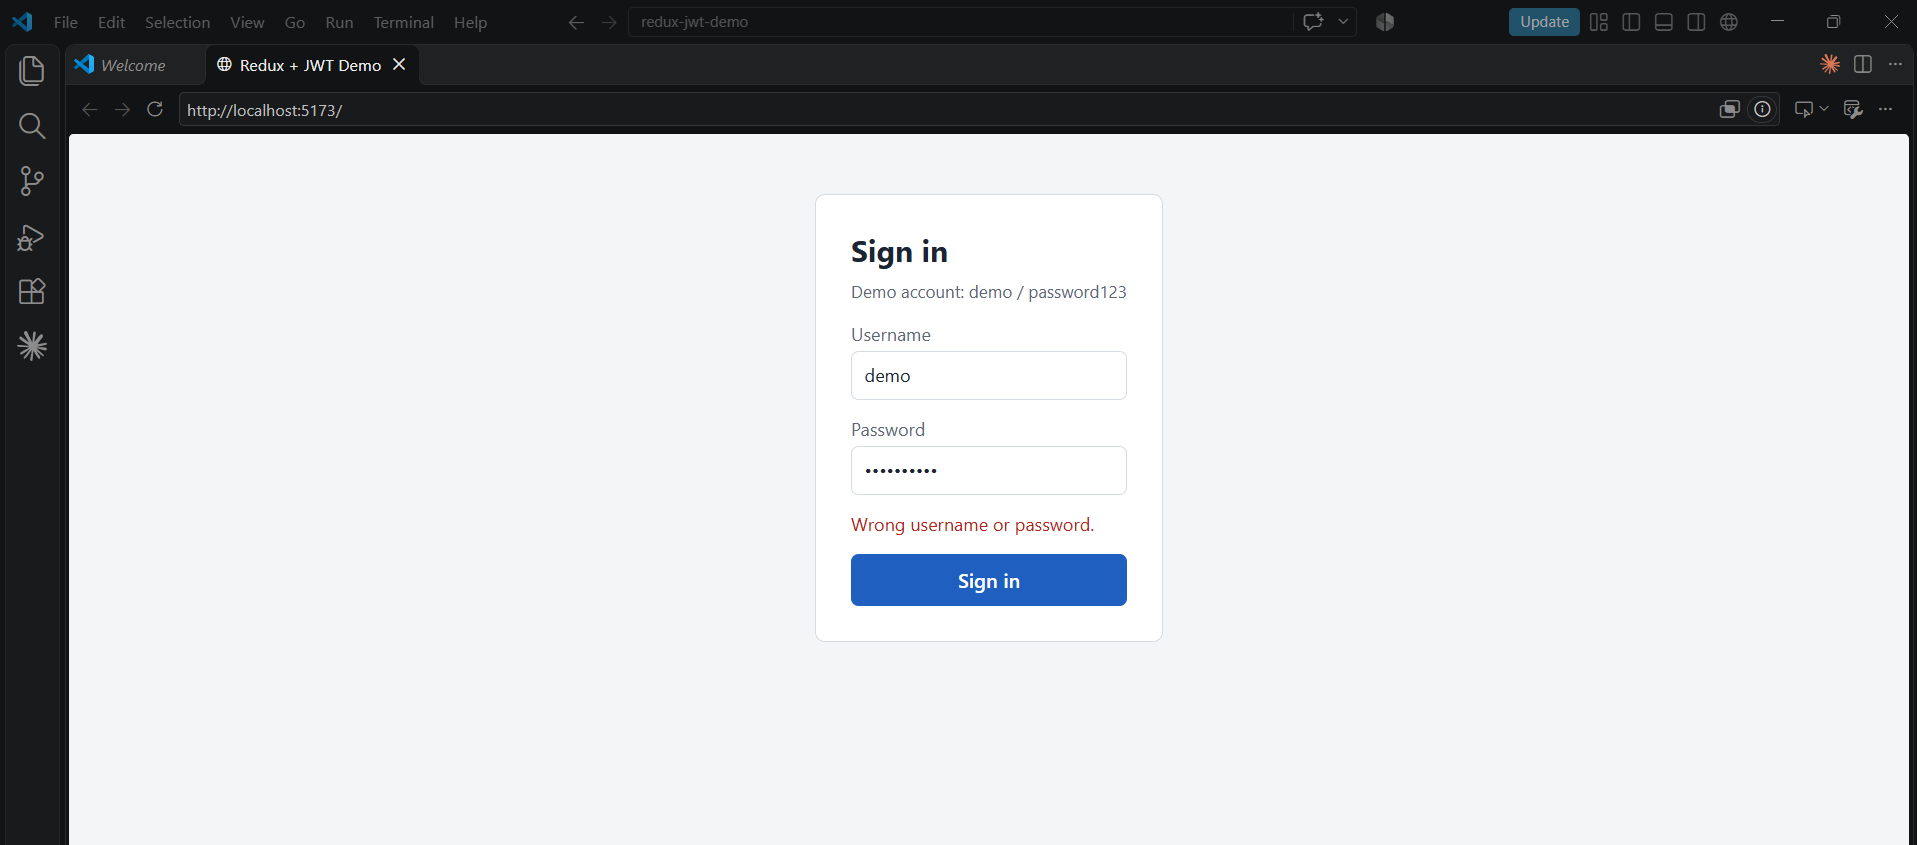 File Edit Selection View Go Run Terminal Help
redux-jwt-demo
Update
Welcome
Redux + JWT Demo
http://localhost:5173/
Sign in
Demo account: demo / password123
Username
demo
Password
••••••••••
Wrong username or password.
Sign in